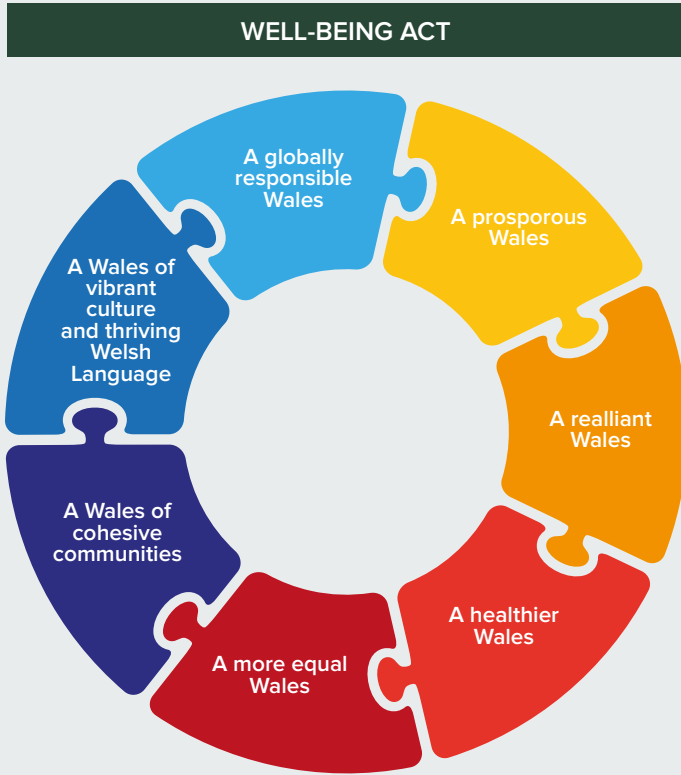 WELL-BEING ACT
A globally
responsible
Wales
A prosporous
Wales
A realliant
Wales
A healthier
Wales
A more equal
Wales
A Wales of
cohesive
communities
A Wales of
vibrant
culture
and thriving
Welsh
Language